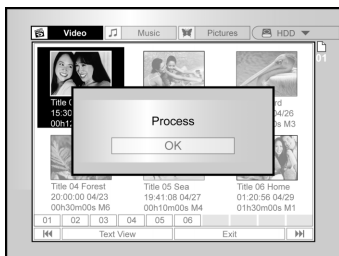 Video Music Pictures HDD
01
Title
15:30
00h1
rd
04/26
0s M3
Process
OK
Title 04 Forest Title 05 Sea Title 06 Home
20:00:00 04/23 19:41:08 04/27 01:20:56 04/29
00h30m00s M6 00h10m00s M4 01h30m00s M1
01 02 03 04 05 06
Text View Exit